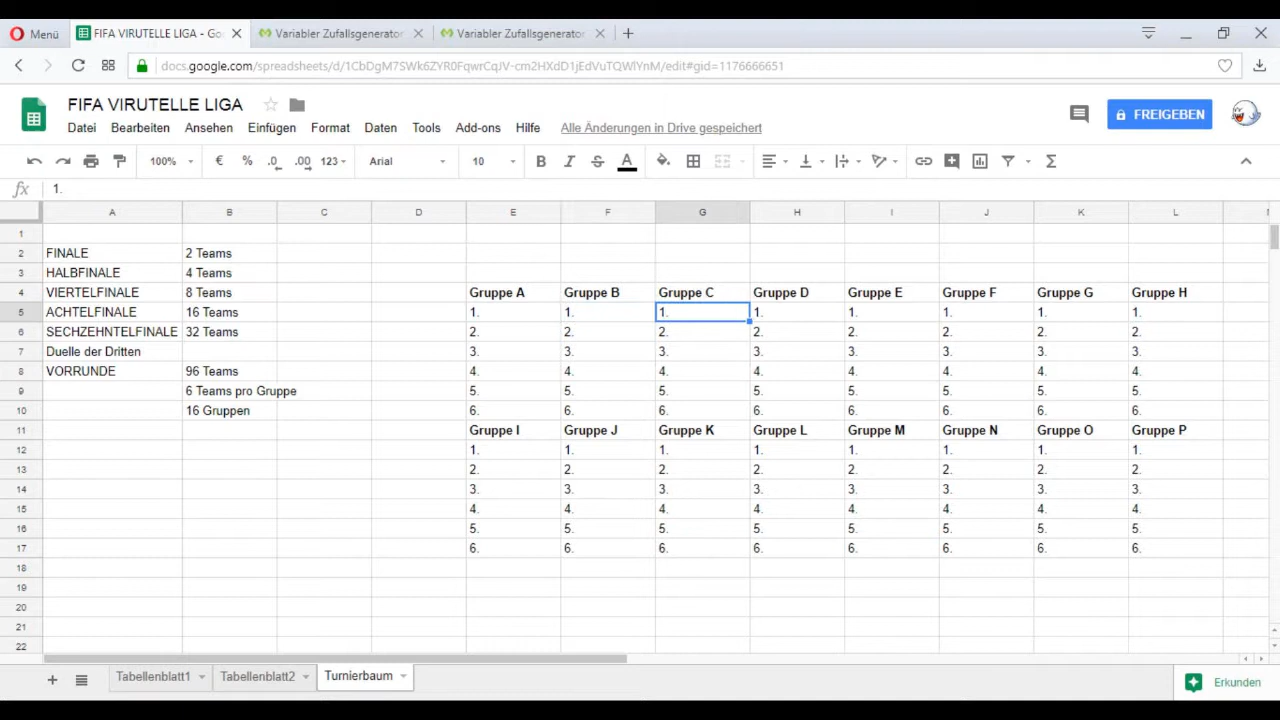 Menü
FIFA VIRUTELLE LIGA - Go
Variabler Zufallsgenerator
Variabler Zufallsgenerator
docs.google.com/spreadsheets/d/1CbDgM7SWk6ZYR0FqwrCqJV-cm2HXdD1jEdVuTQWlYnM/edit#gid=1176666651
FIFA VIRUTELLE LIGA
Datei Bearbeiten Ansehen Einfügen Format Daten Tools Add-ons Hilfe Alle Änderungen in Drive gespeichert
FREIGEBEN
100% € % .0 .00 123 Arial 10 B I S A Σ
fx 1.
A B C D E F G H I J K L
1
2 FINALE 2 Teams
3 HALBFINALE 4 Teams
4 VIERTELFINALE 8 Teams Gruppe A Gruppe B Gruppe C Gruppe D Gruppe E Gruppe F Gruppe G Gruppe H
5 ACHTELFINALE 16 Teams 1. 1. 1. 1. 1. 1. 1. 1.
6 SECHZEHNTELFINALE 32 Teams 2. 2. 2. 2. 2. 2. 2. 2.
7 Duelle der Dritten 3. 3. 3. 3. 3. 3. 3. 3.
8 VORRUNDE 96 Teams 4. 4. 4. 4. 4. 4. 4. 4.
9 6 Teams pro Gruppe 5. 5. 5. 5. 5. 5. 5. 5.
10 16 Gruppen 6. 6. 6. 6. 6. 6. 6. 6.
11 Gruppe I Gruppe J Gruppe K Gruppe L Gruppe M Gruppe N Gruppe O Gruppe P
12 1. 1. 1. 1. 1. 1. 1. 1.
13 2. 2. 2. 2. 2. 2. 2. 2.
14 3. 3. 3. 3. 3. 3. 3. 3.
15 4. 4. 4. 4. 4. 4. 4. 4.
16 5. 5. 5. 5. 5. 5. 5. 5.
17 6. 6. 6. 6. 6. 6. 6. 6.
18
19
20
21
22
Tabellenblatt1 Tabellenblatt2 Turnierbaum Erkunden